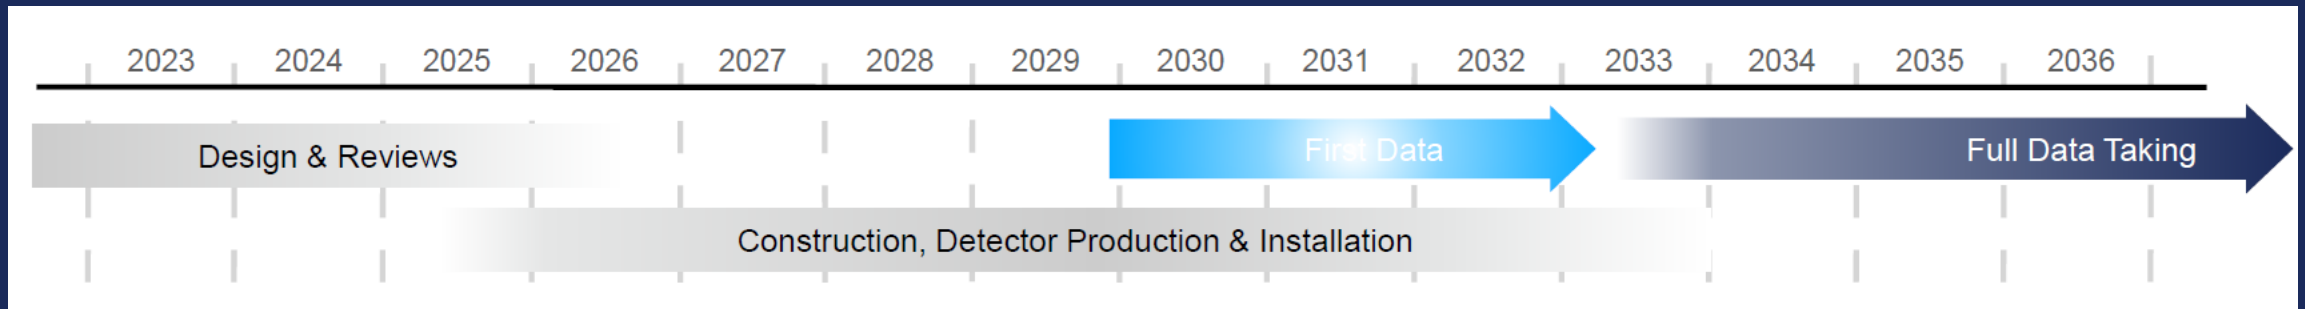 2023 2024 2025 2026 2027 2028 2029 2030 2031 2032 2033 2034 2035 2036
Design & Reviews First Data Full Data Taking
Construction, Detector Production & Installation